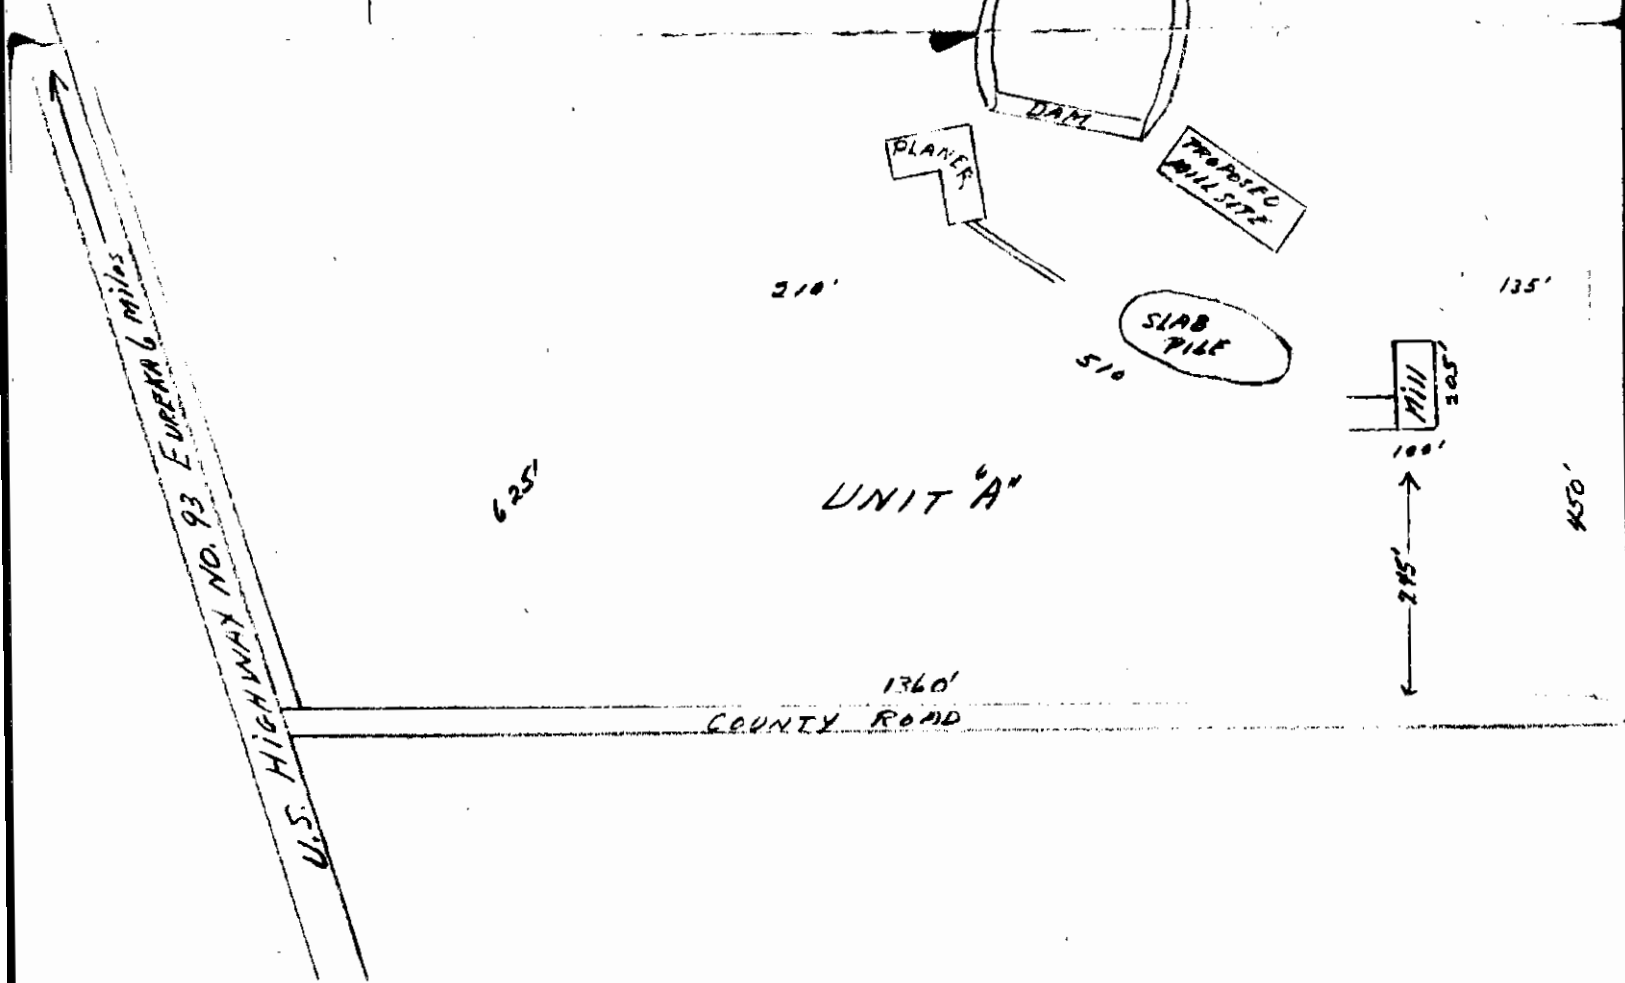 DAM
PLANER
PROPOSED
MILL SITE
210'
135'
SLAB
PILE
510
Mill
205'
100'
625'
UNIT "A"
450'
245'
1360'
COUNTY ROAD
U.S. HIGHWAY NO. 93 EUREKA 6 Miles